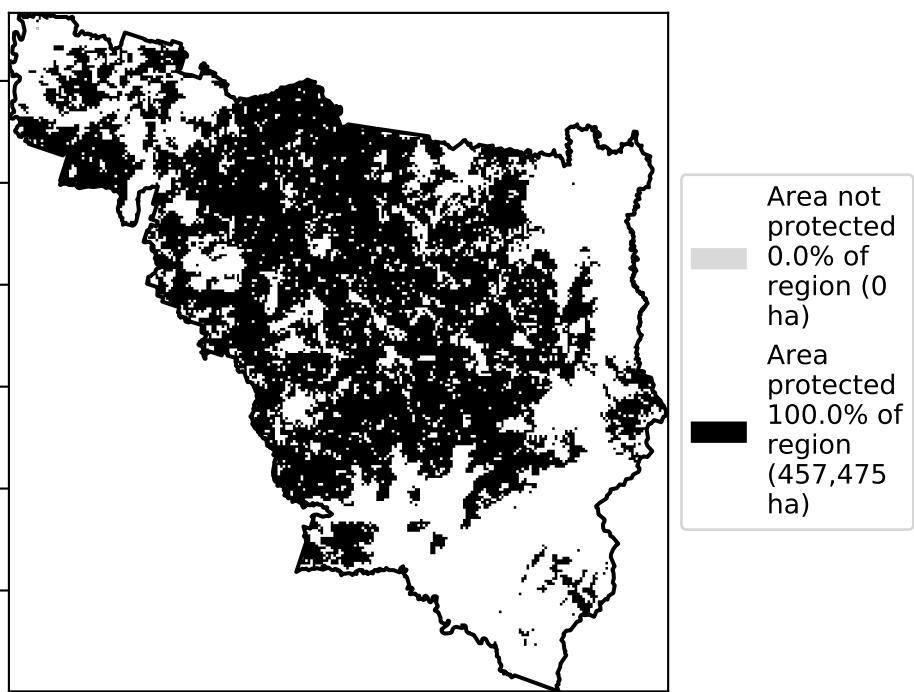 Area not
protected
0.0% of
region (0
ha)
Area
protected
100.0% of
region
(457,475
ha)